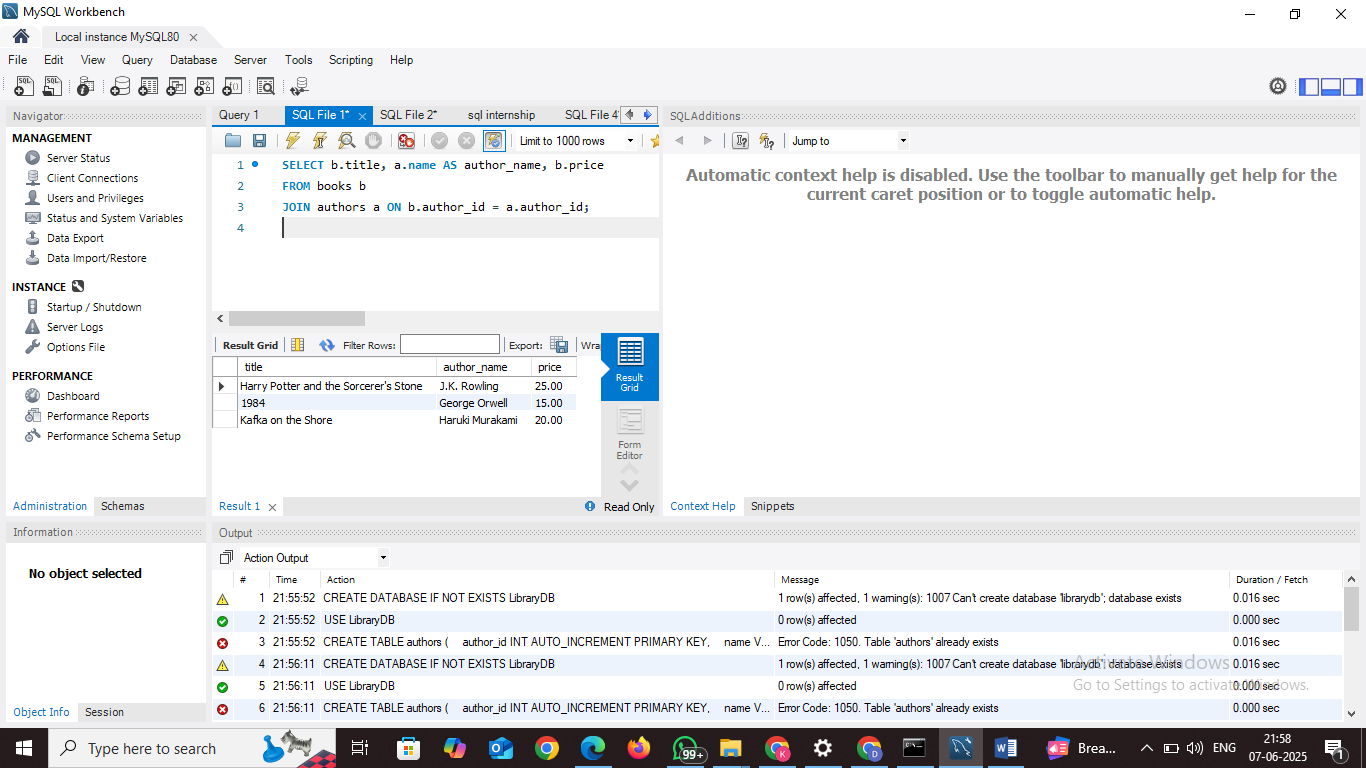 MySQL Workbench
Local instance MySQL80
File Edit View Query Database Server Tools Scripting Help
Navigator
MANAGEMENT
Server Status
Client Connections
Users and Privileges
Status and System Variables
Data Export
Data Import/Restore
INSTANCE
Startup / Shutdown
Server Logs
Options File
PERFORMANCE
Dashboard
Performance Reports
Performance Schema Setup
Administration Schemas
Information
No object selected
Object Info Session
Query 1 SQL File 1* SQL File 2* sql internship SQL File 4
Limit to 1000 rows
1 SELECT b.title, a.name AS author_name, b.price
2 FROM books b
3 JOIN authors a ON b.author_id = a.author_id;
4
Result Grid Filter Rows: Export: Wra
title author_name price
Harry Potter and the Sorcerer's Stone J.K. Rowling 25.00
1984 George Orwell 15.00
Kafka on the Shore Haruki Murakami 20.00
Result Grid
Form Editor
Result 1 Read Only
SQLAdditions
Jump to
Automatic context help is disabled. Use the toolbar to manually get help for the
current caret position or to toggle automatic help.
Context Help Snippets
Output
Action Output
# Time Action Message Duration / Fetch
1 21:55:52 CREATE DATABASE IF NOT EXISTS LibraryDB 1 row(s) affected, 1 warning(s): 1007 Can't create database 'librarydb'; database exists 0.016 sec
2 21:55:52 USE LibraryDB 0 row(s) affected 0.000 sec
3 21:55:52 CREATE TABLE authors ( author_id INT AUTO_INCREMENT PRIMARY KEY, name V... Error Code: 1050. Table 'authors' already exists 0.016 sec
4 21:56:11 CREATE DATABASE IF NOT EXISTS LibraryDB 1 row(s) affected, 1 warning(s): 1007 Can't create database 'librarydb'; database exists 0.016 sec
5 21:56:11 USE LibraryDB 0 row(s) affected 0.000 sec
6 21:56:11 CREATE TABLE authors ( author_id INT AUTO_INCREMENT PRIMARY KEY, name V... Error Code: 1050. Table 'authors' already exists 0.000 sec
Activate Windows
Go to Settings to activate Windows.
Type here to search
99+
Brea...
ENG
21:58
07-06-2025
1